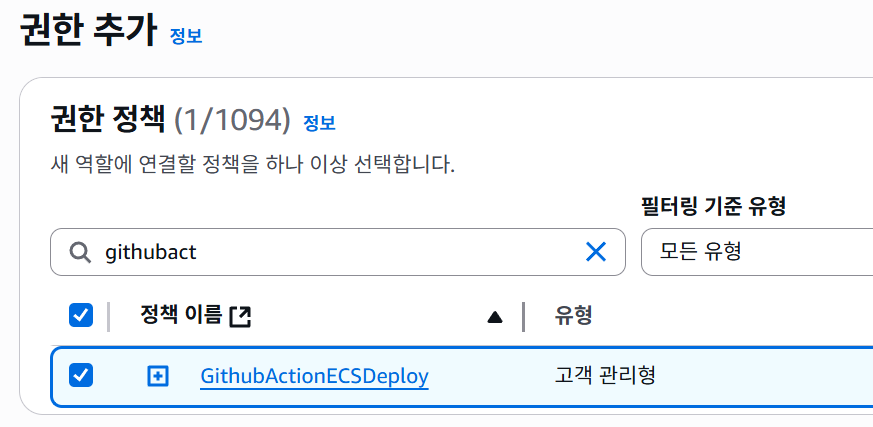 권한 추가 정보
권한 정책 (1/1094) 정보
새 역할에 연결할 정책을 하나 이상 선택합니다.
필터링 기준 유형
githubact
모든 유형
정책 이름
유형
GithubActionECSDeploy
고객 관리형